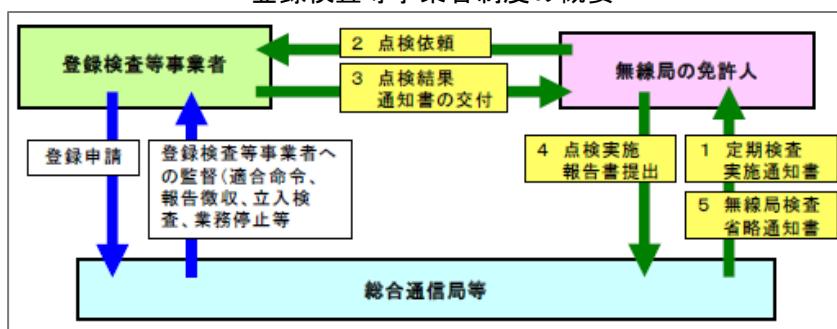 登録検査等事業者制度の概要
登録検査等事業者
2 点検依頼
3 点検結果
通知書の交付
無線局の免許人
登録申請
登録検査等事業者へ
の監督(適合命令、
報告徴収、立入検
査、業務停止等
4 点検実施
報告書提出
1 定期検査
実施通知書
5 無線局検査
省略通知書
総合通信局等